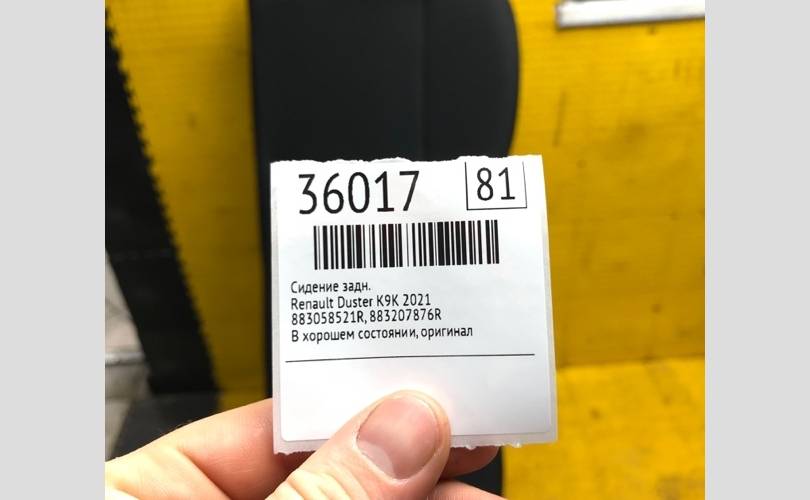 36017 81
Сидение задн.
Renault Duster K9K 2021
883058521R, 883207876R
В хорошем состоянии, оригинал